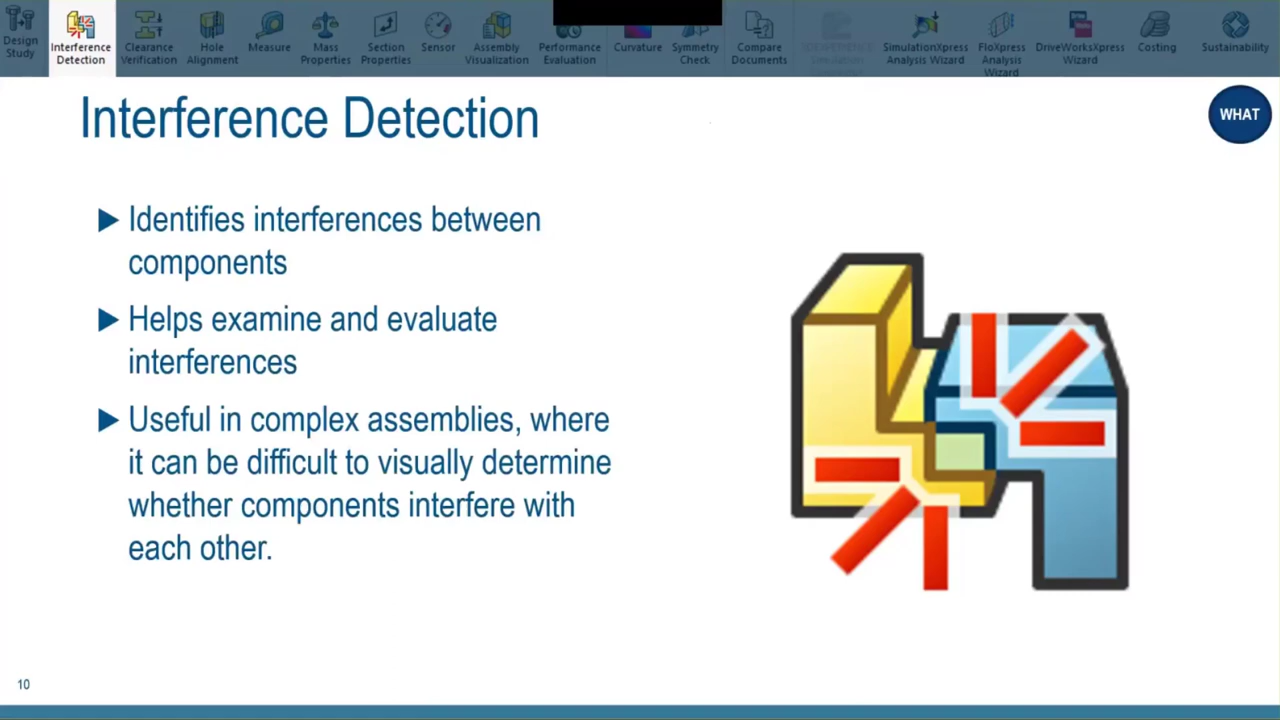 Design
Study
Interference
Detection
Clearance
Verification
Hole
Alignment
Measure
Mass
Properties
Section
Properties
Sensor
Assembly
Visualization
Performance
Evaluation
Curvature
Symmetry
Check
Compare
Documents
SimulationXpress
Analysis Wizard
FloXpress
Analysis
Wizard
DriveWorksXpress
Wizard
Costing
Sustainability
Interference Detection
WHAT
Identifies interferences between
components
Helps examine and evaluate
interferences
Useful in complex assemblies, where
it can be difficult to visually determine
whether components interfere with
each other.
10